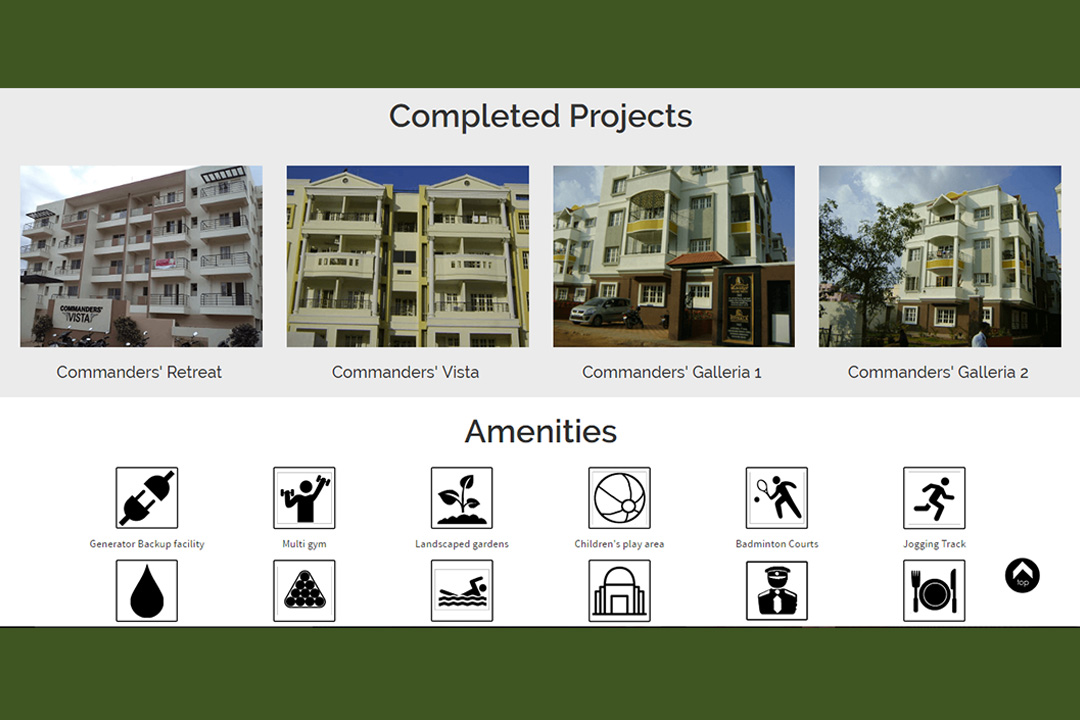 Completed Projects
COMMANDERS'
VISTA
Commanders' Retreat
Commanders' Vista
Commanders' Galleria 1
Commanders' Galleria 2
Amenities
Generator Backup facility
Multi gym
Landscaped gardens
Children's play area
Badminton Courts
Jogging Track
top